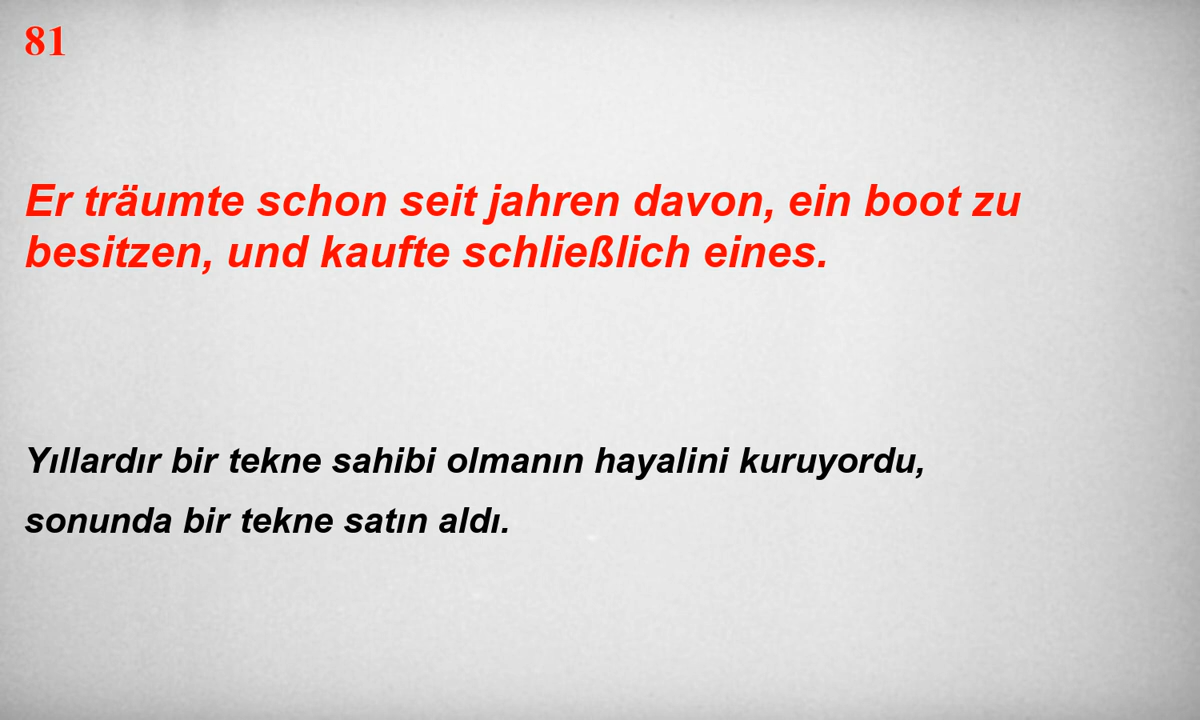 81
Er träumte schon seit jahren davon, ein boot zu
besitzen, und kaufte schließlich eines.
Yıllardır bir tekne sahibi olmanın hayalini kuruyordu,
sonunda bir tekne satın aldı.